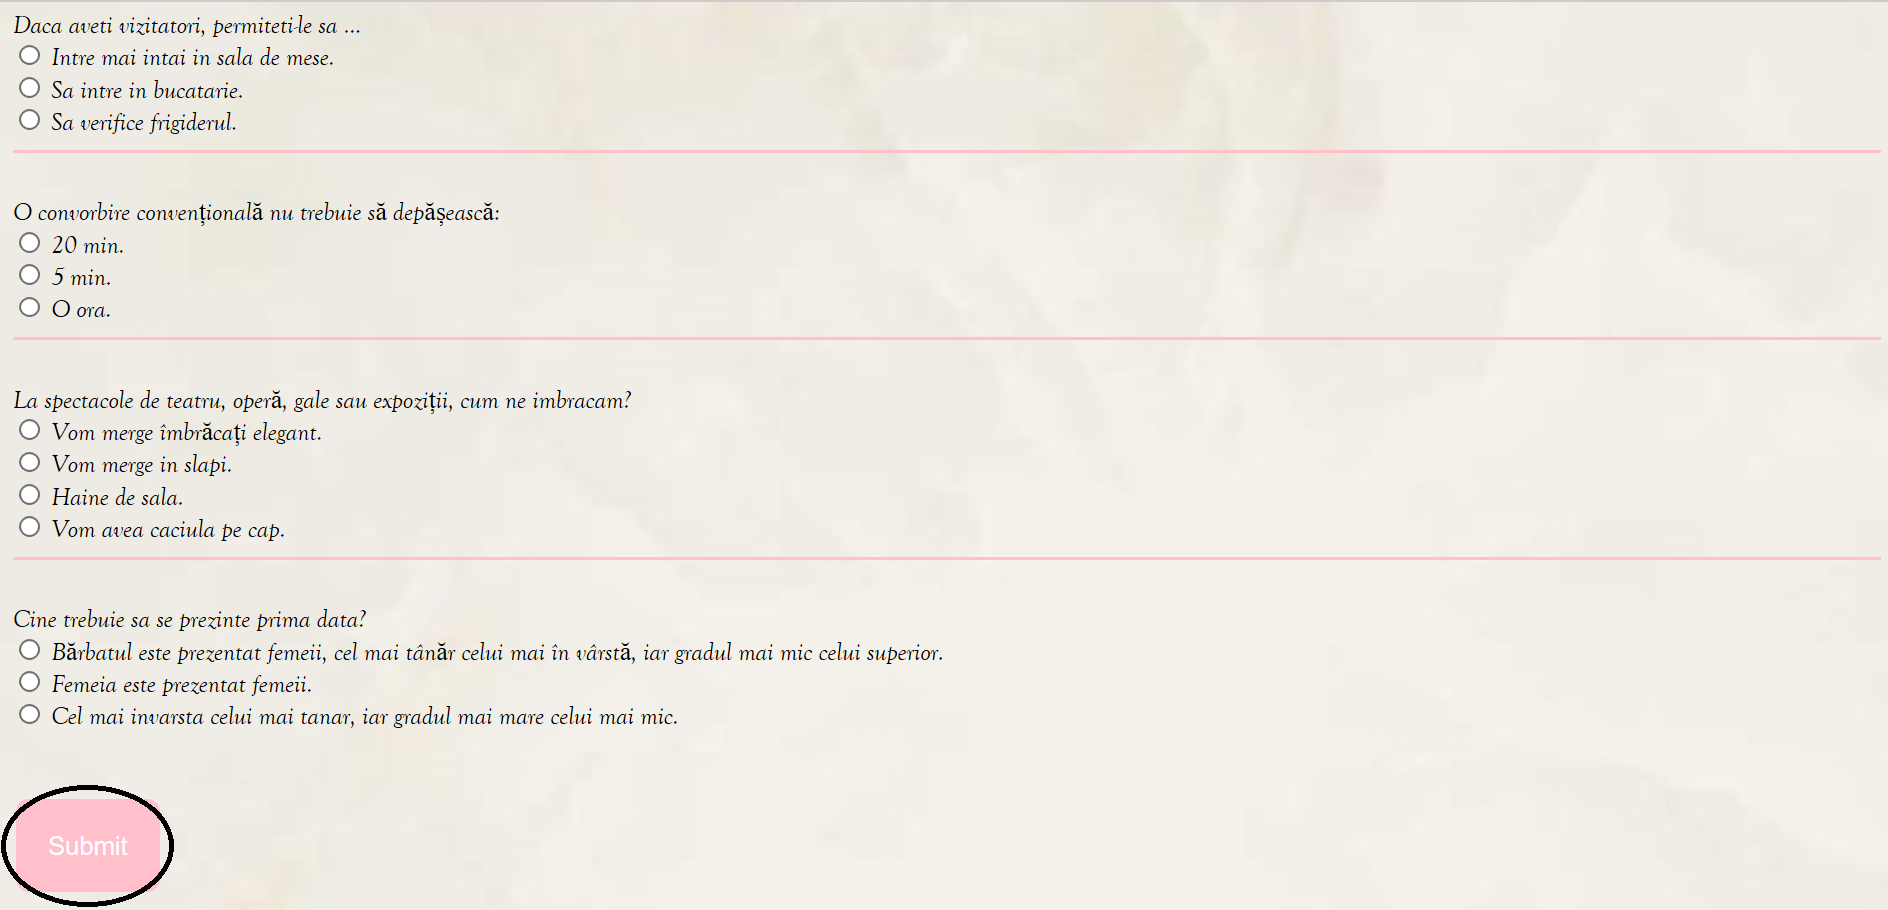 Daca aveti vizitatori, permiteti-le sa ...
Intre mai intai in sala de mese.
Sa intre in bucatarie.
Sa verifice frigiderul.
O convorbire convențională nu trebuie să depășească:
20 min.
5 min.
O ora.
La spectacole de teatru, operă, gale sau expoziții, cum ne imbracam?
Vom merge îmbrăcați elegant.
Vom merge in slapi.
Haine de sala.
Vom avea caciula pe cap.
Cine trebuie sa se prezinte prima data?
Bărbatul este prezentat femeii, cel mai tânăr celui mai în vârstă, iar gradul mai mic celui superior.
Femeia este prezentat femeii.
Cel mai invarsta celui mai tanar, iar gradul mai mare celui mai mic.
Submit